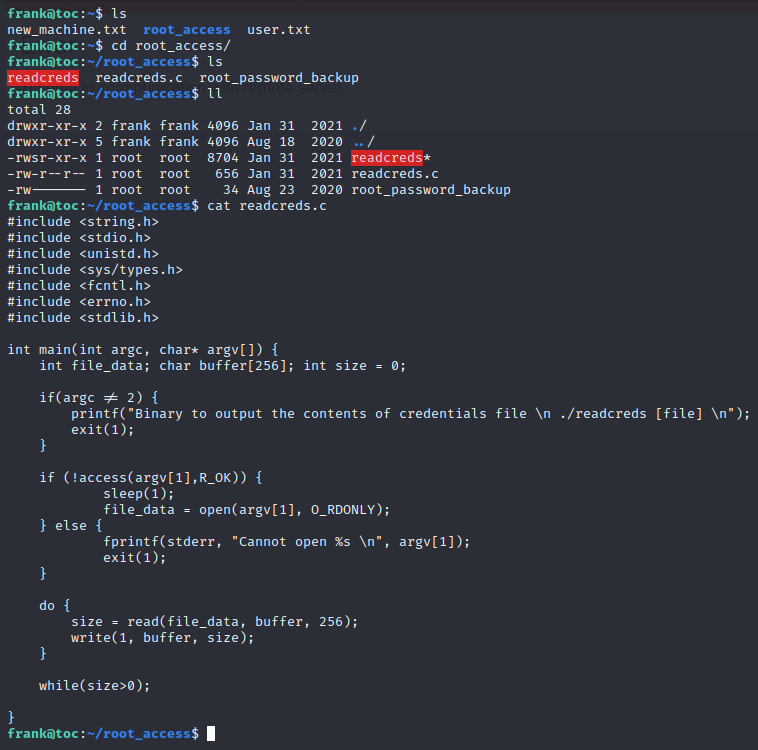 frank@toc:~$ ls
new_machine.txt  root_access  user.txt
frank@toc:~$ cd root_access/
frank@toc:~/root_access$ ls
readcreds  readcreds.c  root_password_backup
frank@toc:~/root_access$ ll
total 28
drwxr-xr-x 2 frank frank 4096 Jan 31  2021 ./
drwxr-xr-x 5 frank frank 4096 Aug 18  2020 ../
-rwsr-xr-x 1 root  root  8704 Jan 31  2021 readcreds*
-rw-r--r-- 1 root  root   656 Jan 31  2021 readcreds.c
-rw------- 1 root  root    34 Aug 23  2020 root_password_backup
frank@toc:~/root_access$ cat readcreds.c
#include <string.h>
#include <stdio.h>
#include <unistd.h>
#include <sys/types.h>
#include <fcntl.h>
#include <errno.h>
#include <stdlib.h>

int main(int argc, char* argv[]) {
    int file_data; char buffer[256]; int size = 0;

    if(argc != 2) {
        printf("Binary to output the contents of credentials file \n ./readcreds [file] \n");
        exit(1);
    }

    if (!access(argv[1],R_OK)) {
            sleep(1);
            file_data = open(argv[1], O_RDONLY);
    } else {
            fprintf(stderr, "Cannot open %s \n", argv[1]);
            exit(1);
    }

    do {
        size = read(file_data, buffer, 256);
        write(1, buffer, size);
    }

    while(size>0);

}
frank@toc:~/root_access$